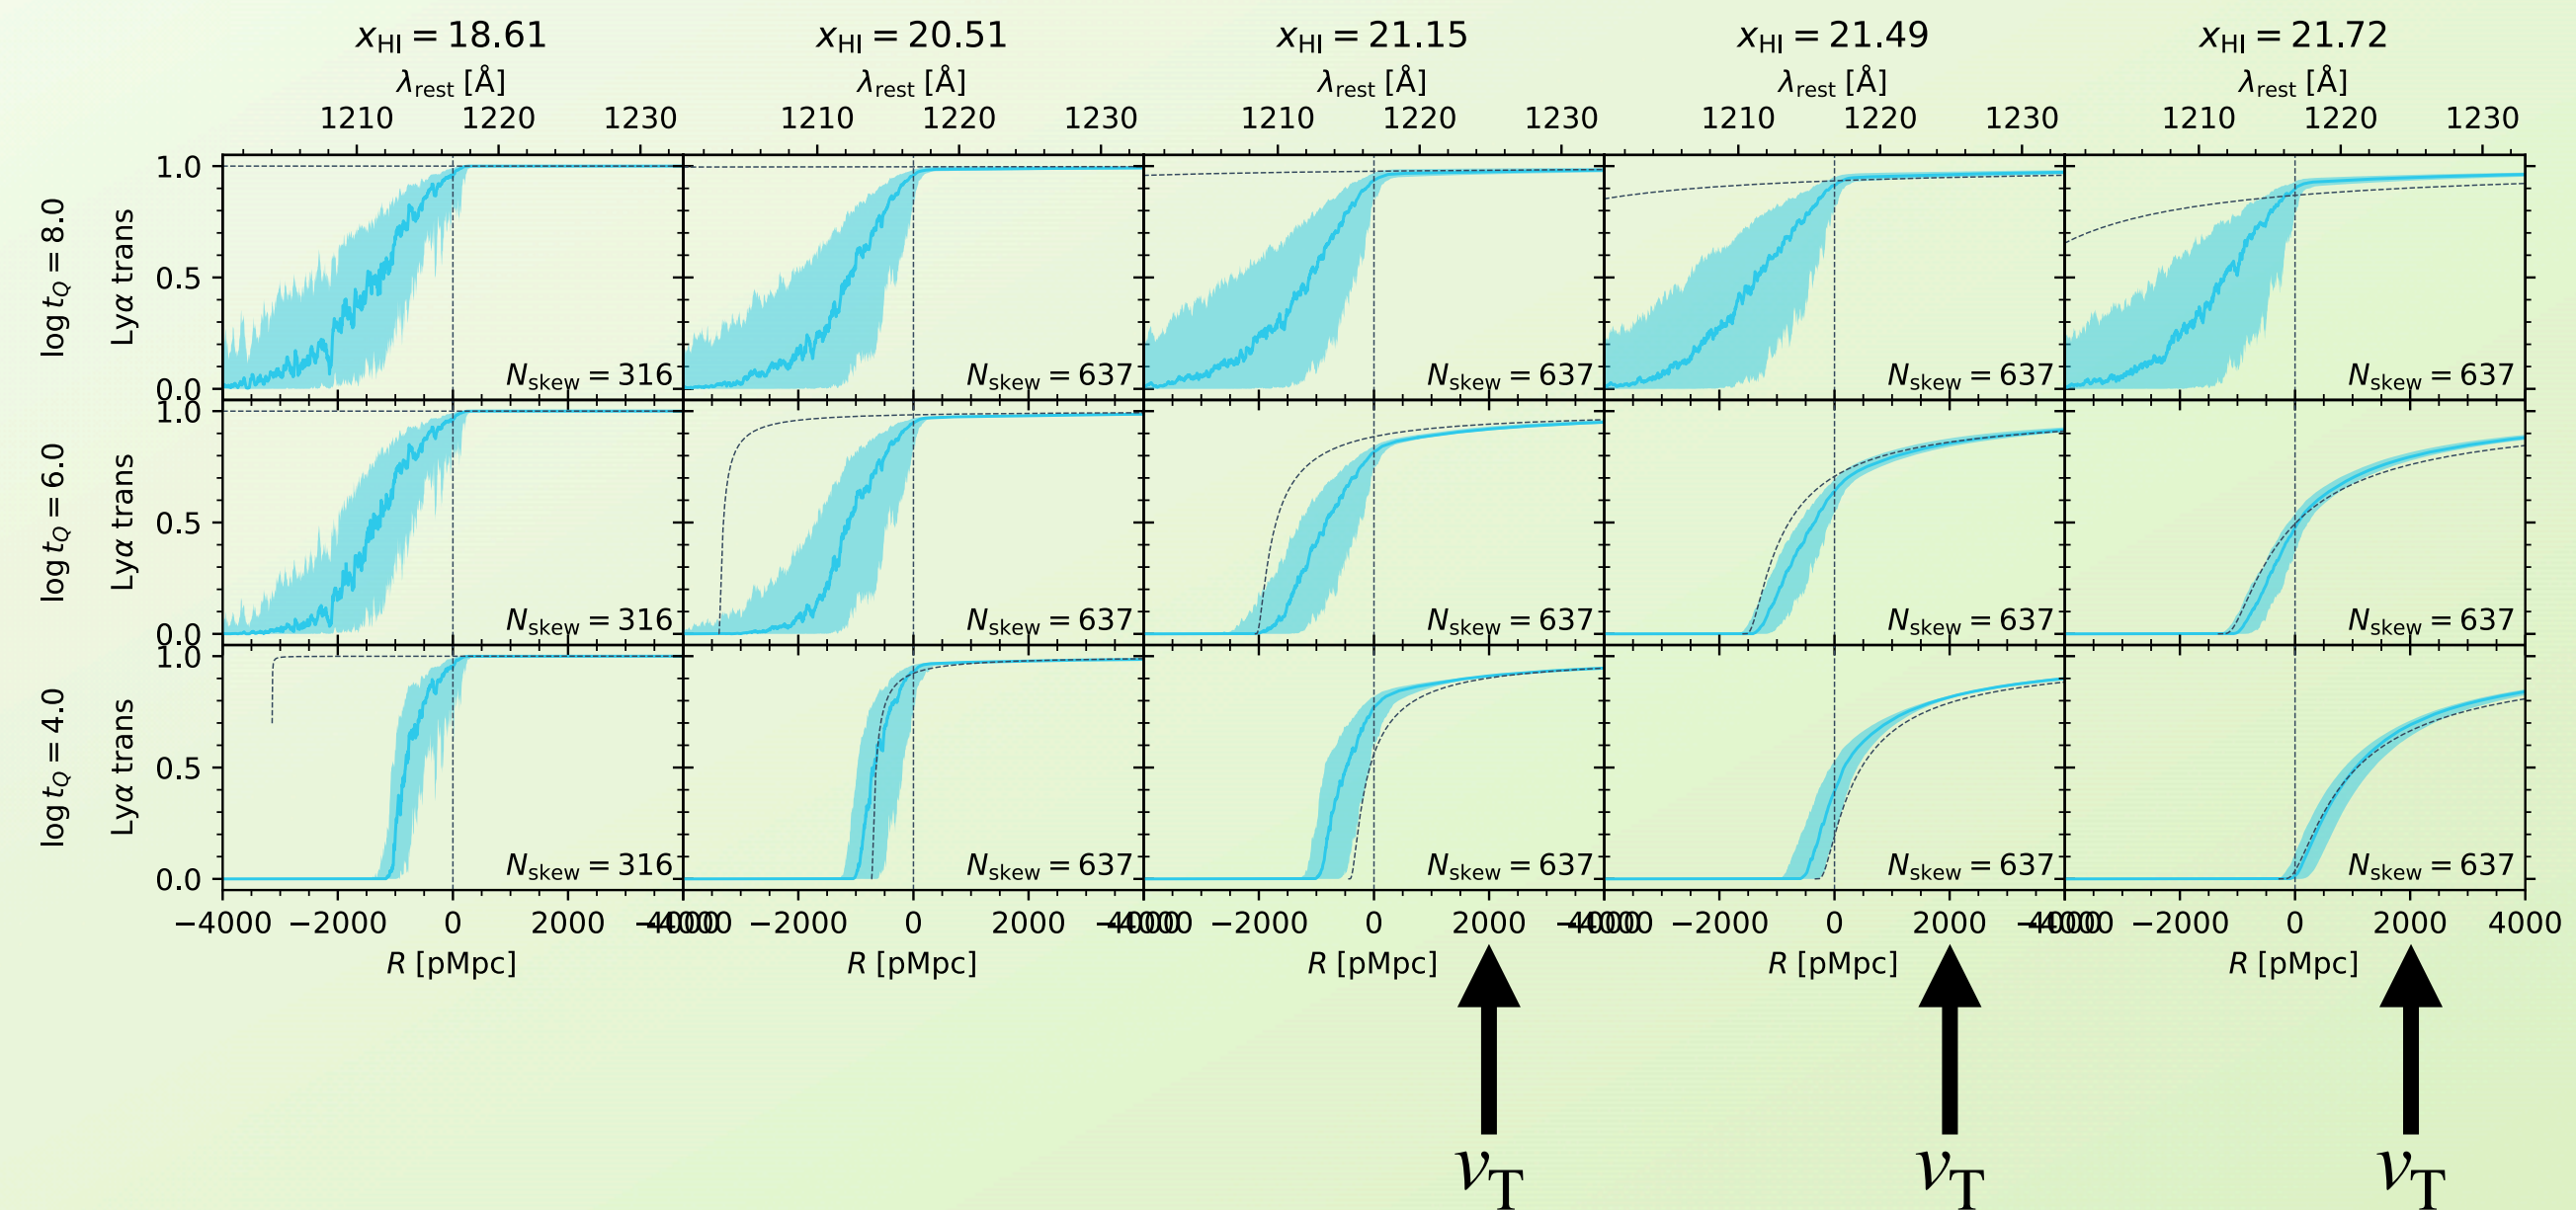 x_HI = 18.61 x_HI = 20.51 x_HI = 21.15 x_HI = 21.49 x_HI = 21.72
λ_rest [Å] λ_rest [Å] λ_rest [Å] λ_rest [Å] λ_rest [Å]
1210 1220 1230 1210 1220 1230 1210 1220 1230 1210 1220 1230 1210 1220 1230
log t_Q = 8.0
Lyα trans
1.0
0.5
0.0
N_skew = 316 N_skew = 637 N_skew = 637 N_skew = 637 N_skew = 637
log t_Q = 6.0
Lyα trans
1.0
0.5
0.0
N_skew = 316 N_skew = 637 N_skew = 637 N_skew = 637 N_skew = 637
log t_Q = 4.0
Lyα trans
1.0
0.5
0.0
N_skew = 316 N_skew = 637 N_skew = 637 N_skew = 637 N_skew = 637
−4000 −2000 0 2000 4000 −4000 −2000 0 2000 4000 −4000 −2000 0 2000 4000 −4000 −2000 0 2000 4000 −4000 −2000 0 2000 4000
R [pMpc] R [pMpc] R [pMpc] R [pMpc] R [pMpc]
v_T v_T v_T